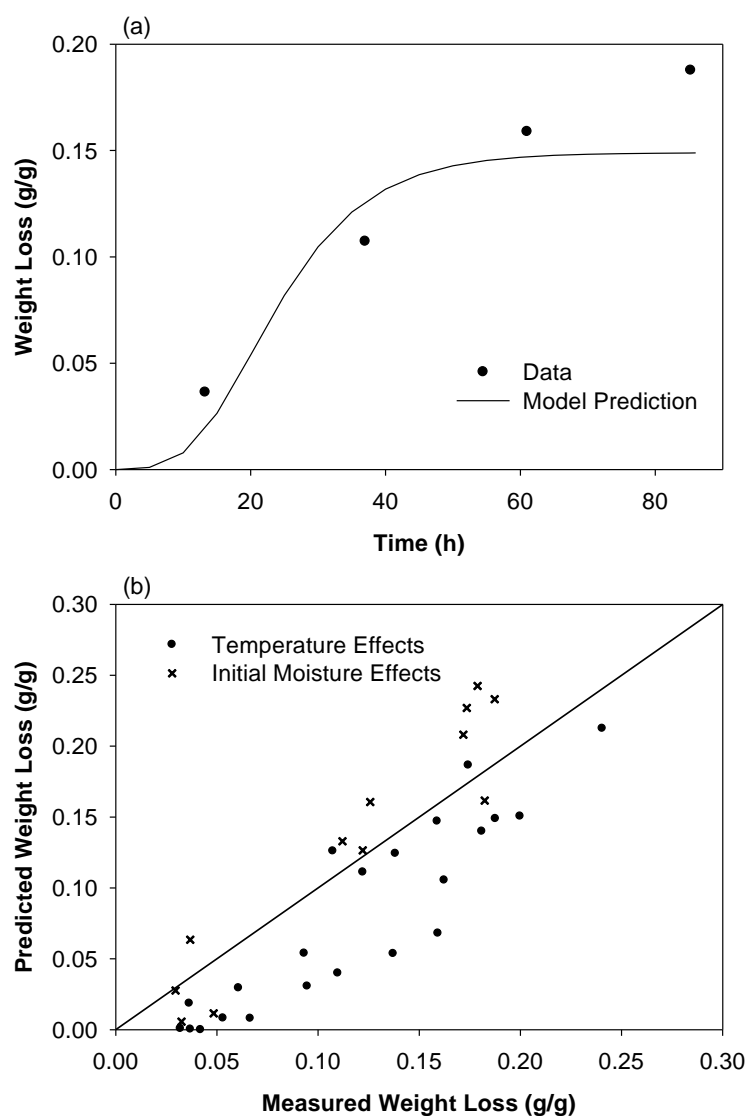 (a)
0.20
0.15
0.10
0.05
0.00
Weight Loss (g/g)
Data
Model Prediction
0 20 40 60 80
Time (h)
(b)
0.30
0.25
0.20
0.15
0.10
0.05
0.00
Predicted Weight Loss (g/g)
Temperature Effects
Initial Moisture Effects
0.00 0.05 0.10 0.15 0.20 0.25 0.30
Measured Weight Loss (g/g)